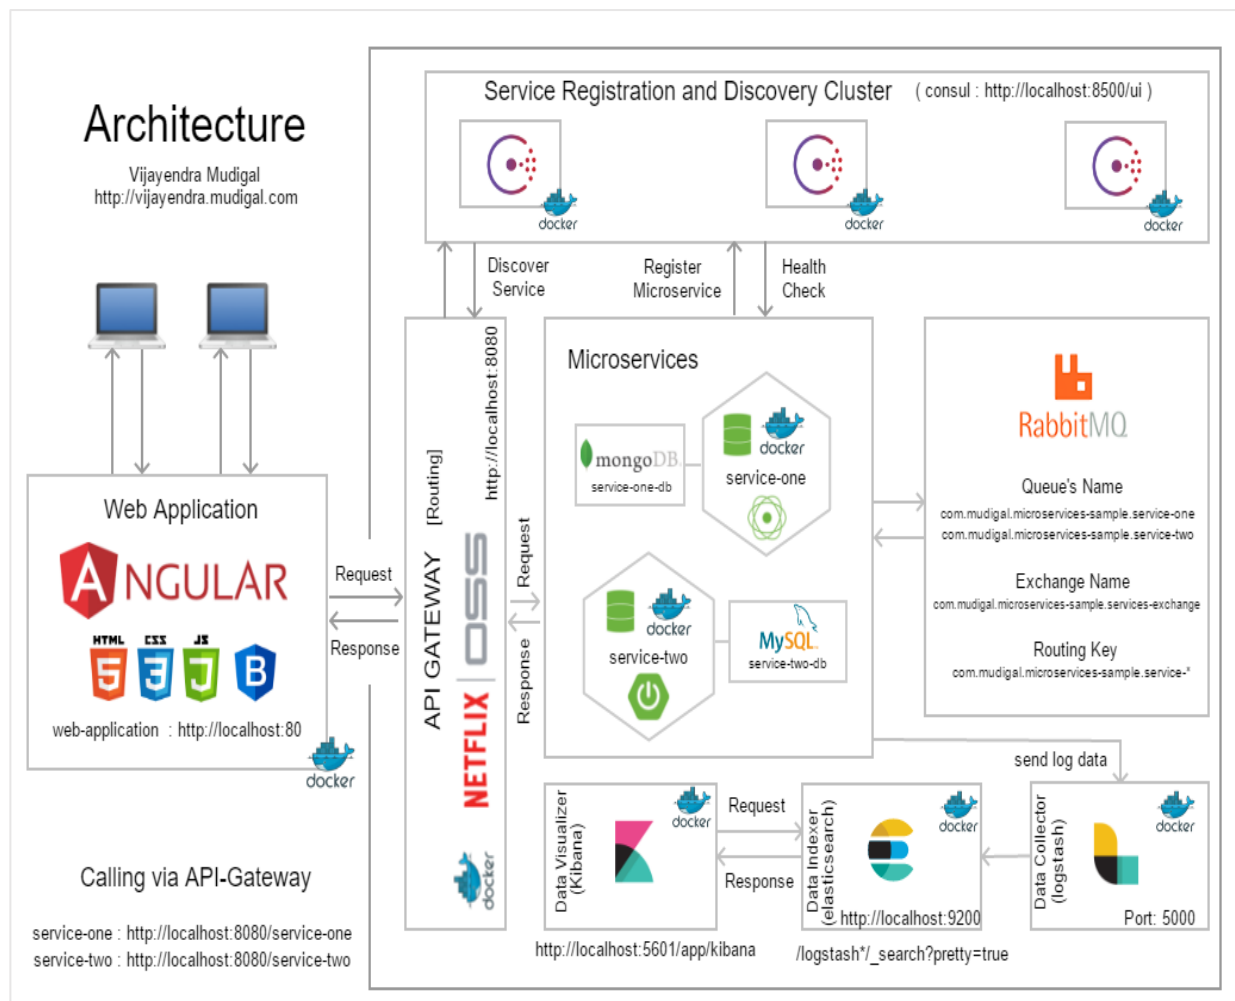 Architecture
Vijayendra Mudigal
http://vijayendra.mudigal.com
Service Registration and Discovery Cluster ( consul : http://localhost:8500/ui )
docker
docker
docker
Discover
Service
Register
Microservice
Health
Check
Web Application
ANGULAR
HTML
5
CSS
3
JS
J
B
web-application : http://localhost:80
docker
Request
Response
API GATEWAY [Routing]
http://localhost:8080
NETFLIX | OSS
docker
Request
Response
Microservices
mongoDB
service-one-db
docker
service-one
docker
service-two
MySQL
service-two-db
RabbitMQ
Queue's Name
com.mudigal.microservices-sample.service-one
com.mudigal.microservices-sample.service-two
Exchange Name
com.mudigal.microservices-sample.services-exchange
Routing Key
com.mudigal.microservices-sample.service-*
send log data
Data Visualizer
(Kibana)
docker
http://localhost:5601/app/kibana
Request
Response
Data Indexer
(elasticsearch)
docker
http://localhost:9200
/logstash*/_search?pretty=true
Data Collector
(logstash)
docker
Port: 5000
Calling via API-Gateway
service-one : http://localhost:8080/service-one
service-two : http://localhost:8080/service-two